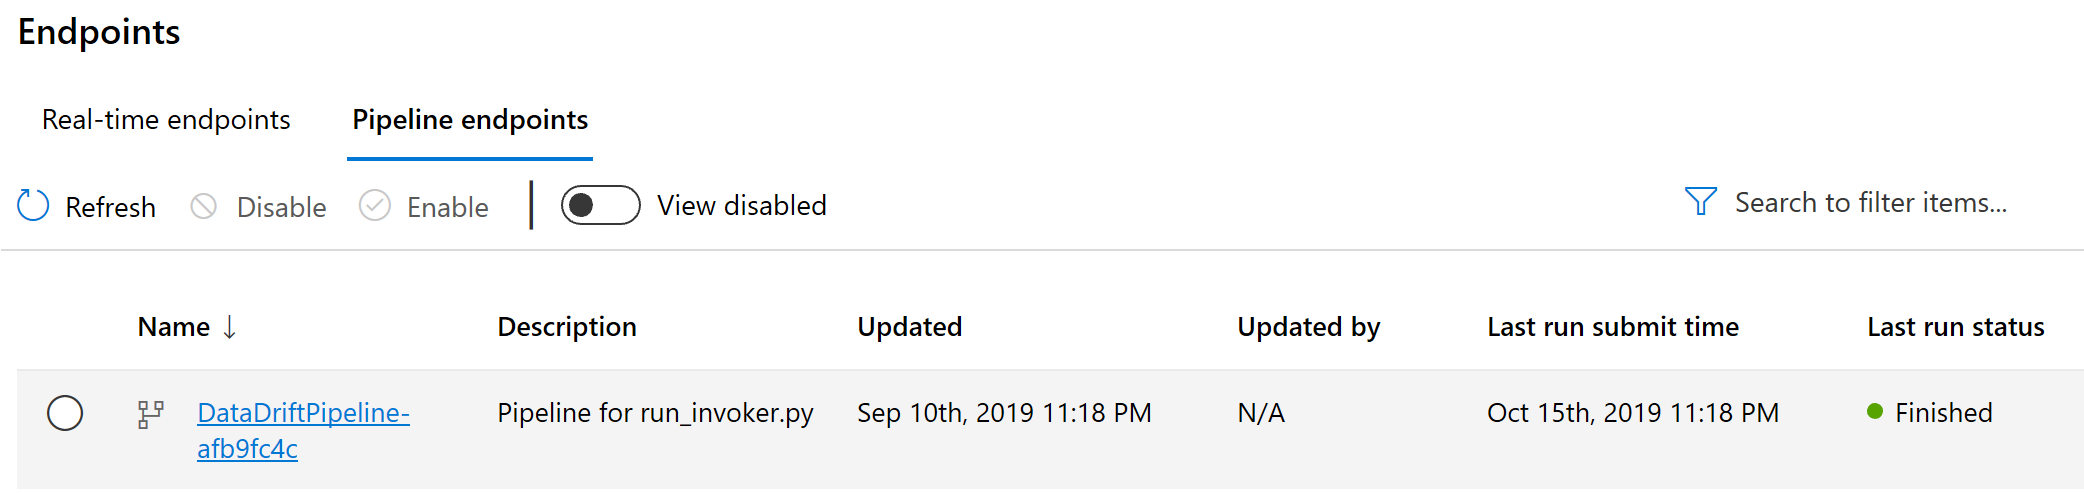 Endpoints
Real-time endpoints Pipeline endpoints
Refresh Disable Enable View disabled Search to filter items...
Name ↓ Description Updated Updated by Last run submit time Last run status
DataDriftPipeline- Pipeline for run_invoker.py Sep 10th, 2019 11:18 PM N/A Oct 15th, 2019 11:18 PM Finished
afb9fc4c